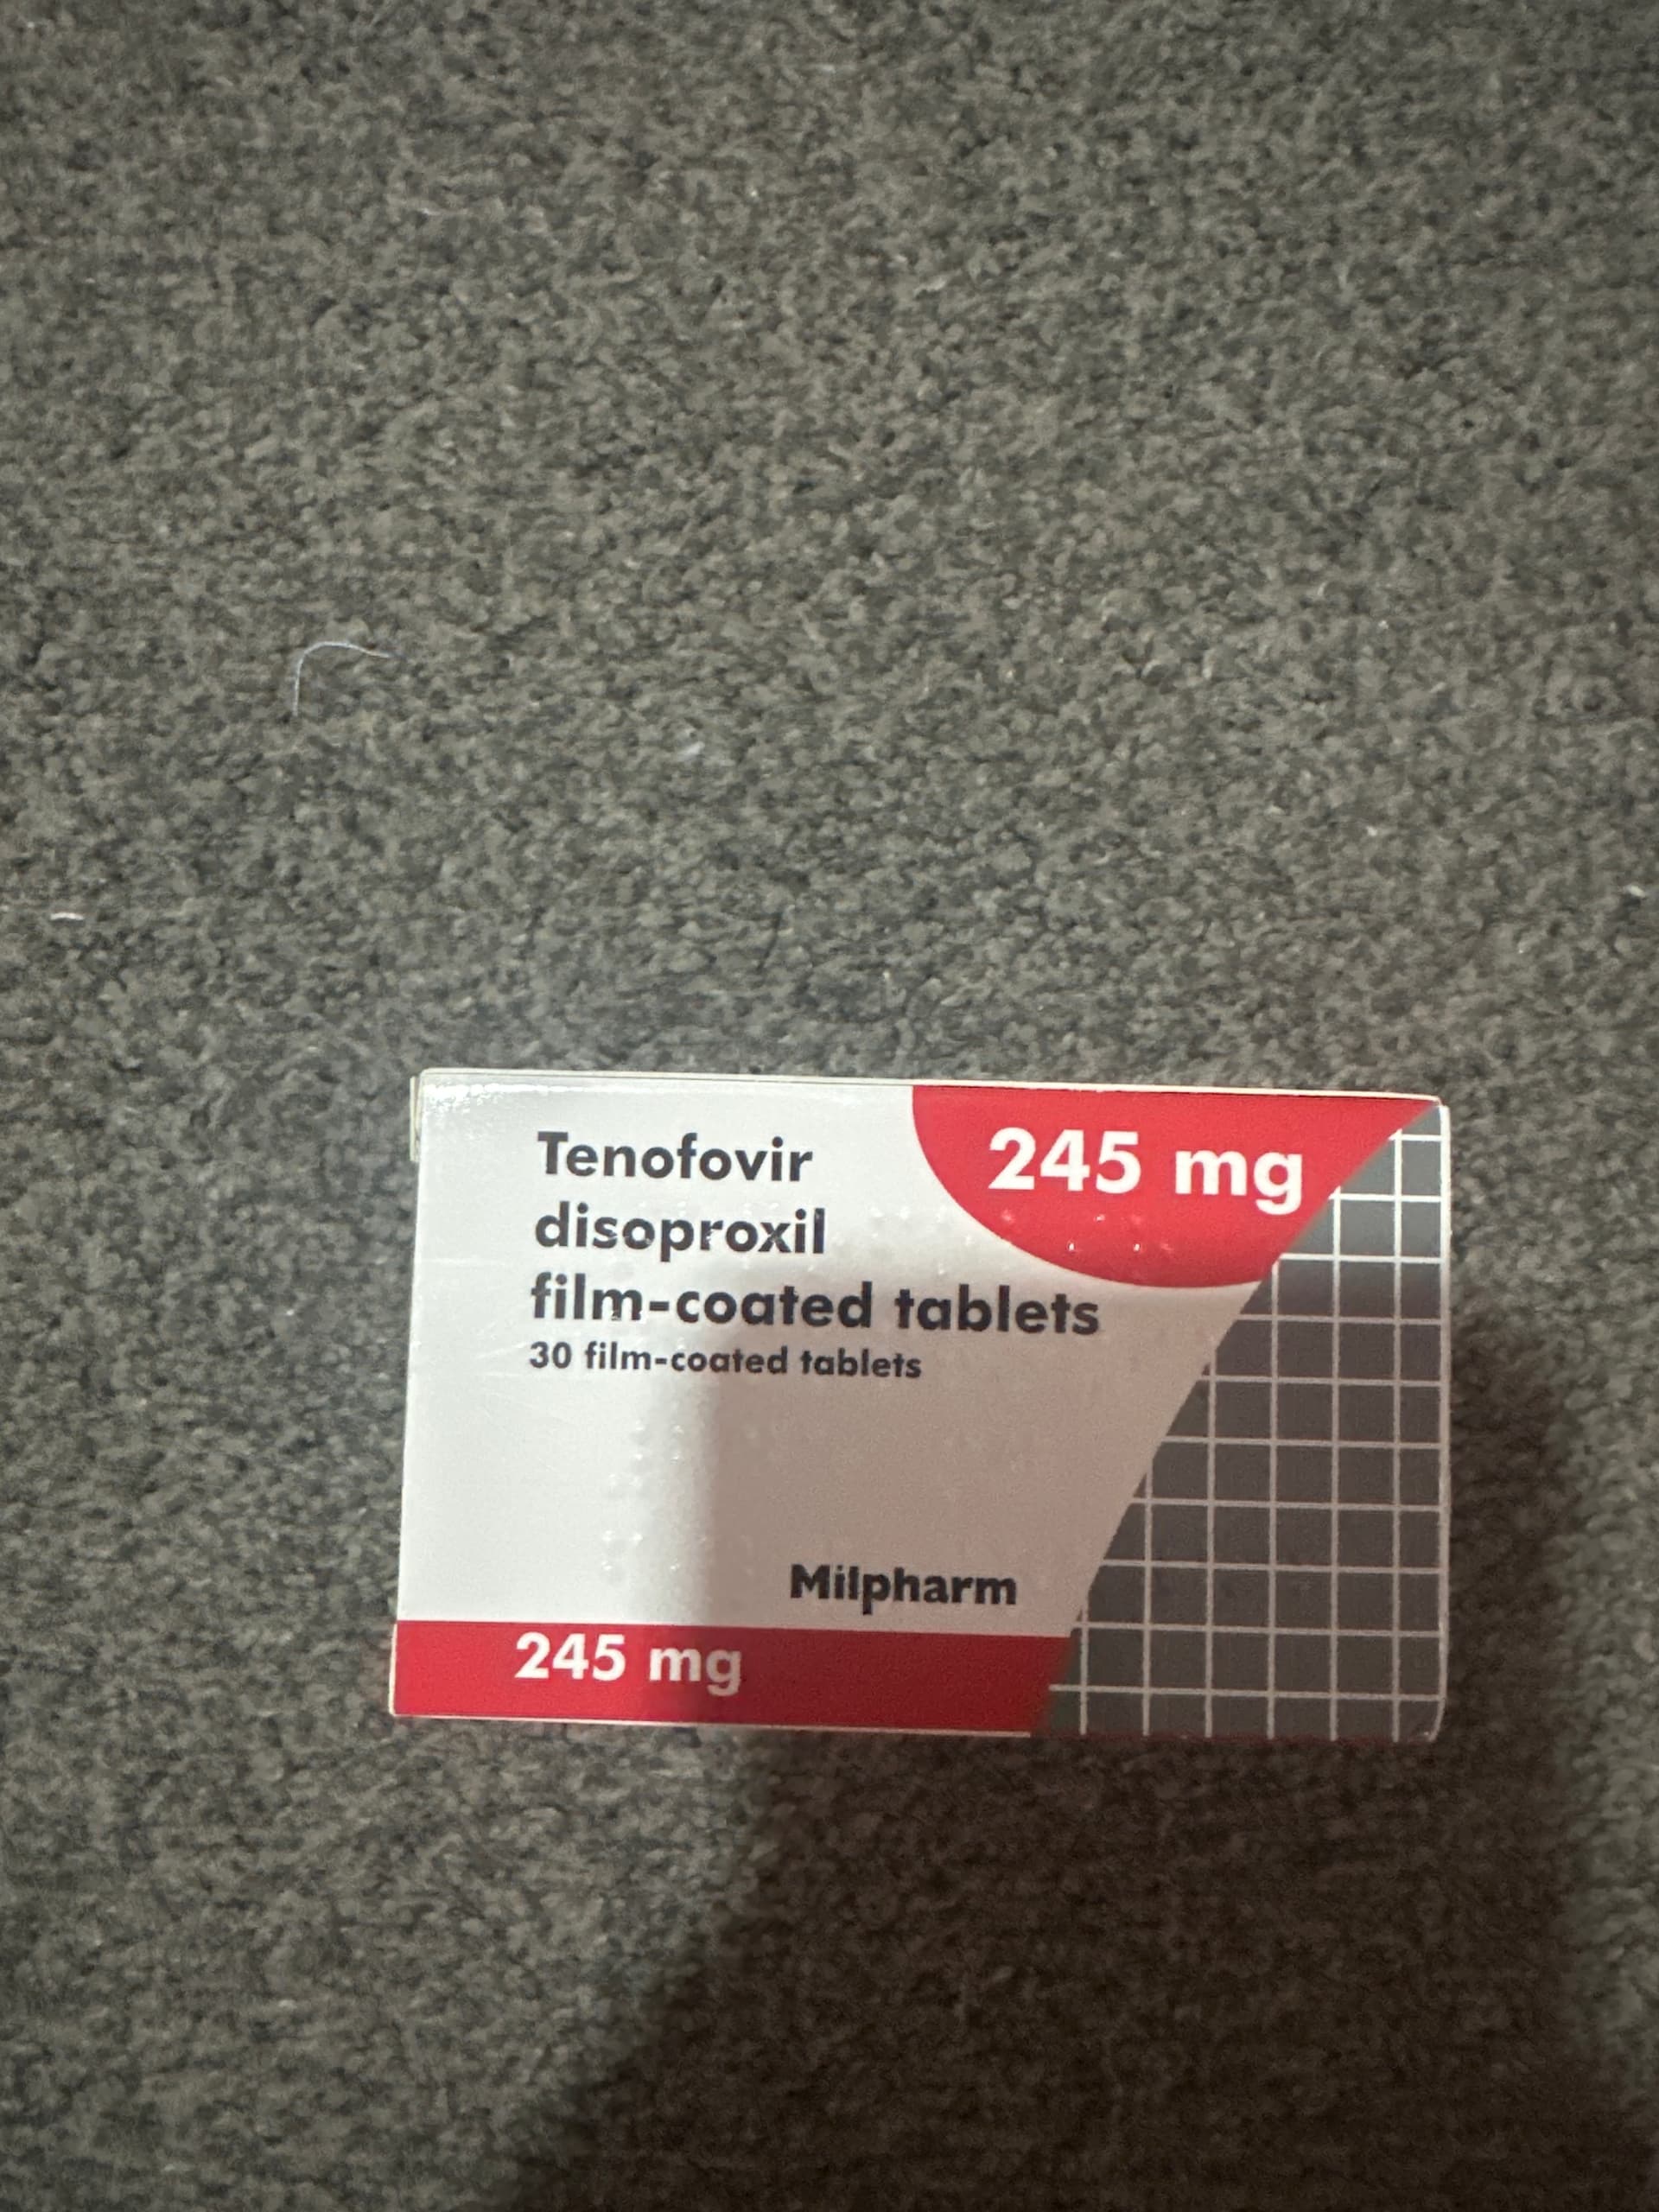 Tenofovir
disoproxil
film-coated tablets
30 film-coated tablets
245 mg
Milpharm
245 mg